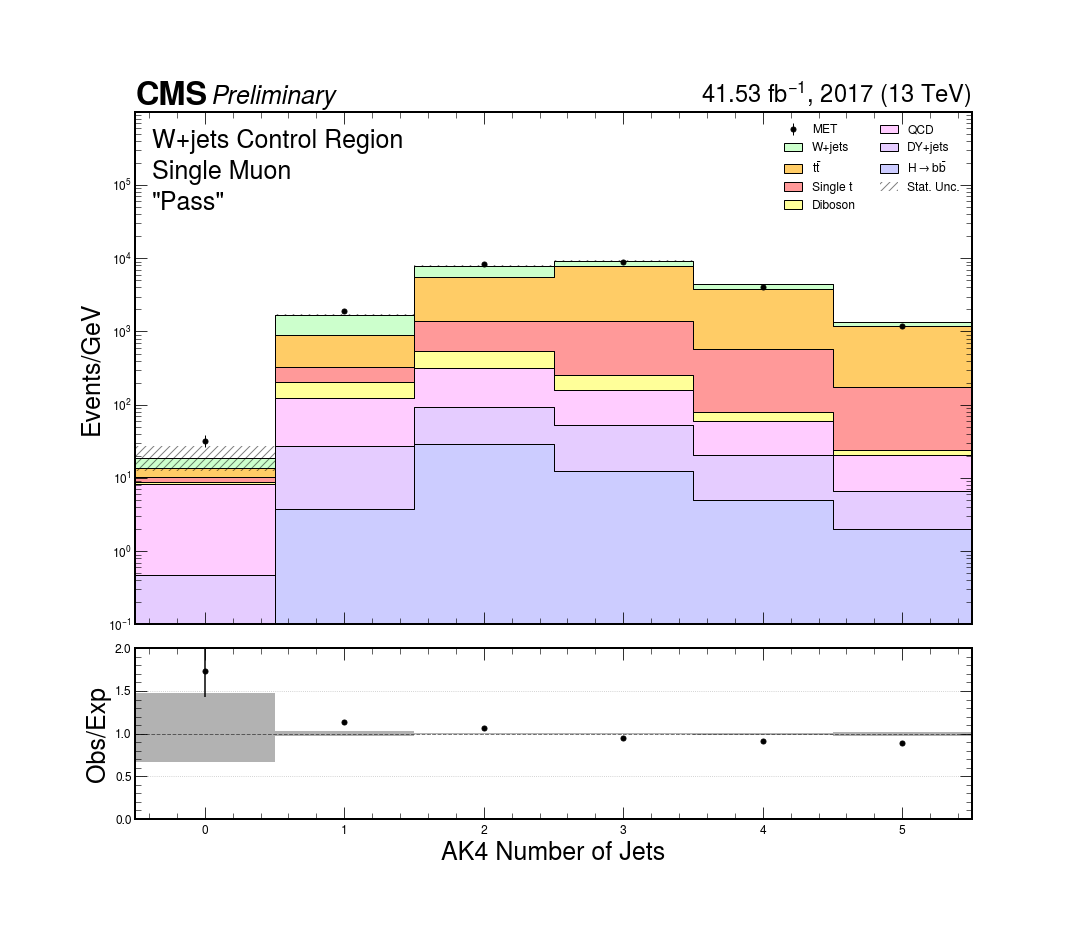 CMS Preliminary
41.53 fb⁻¹, 2017 (13 TeV)
W+jets Control Region
Single Muon
"Pass"
MET
W+jets
tt̄
Single t
Diboson
QCD
DY+jets
H→bb̄
Stat. Unc.
Events/GeV
10⁵
10⁴
10³
10²
10¹
10⁰
10⁻¹
Obs/Exp
2.0
1.5
1.0
0.5
0.0
0 1 2 3 4 5
AK4 Number of Jets